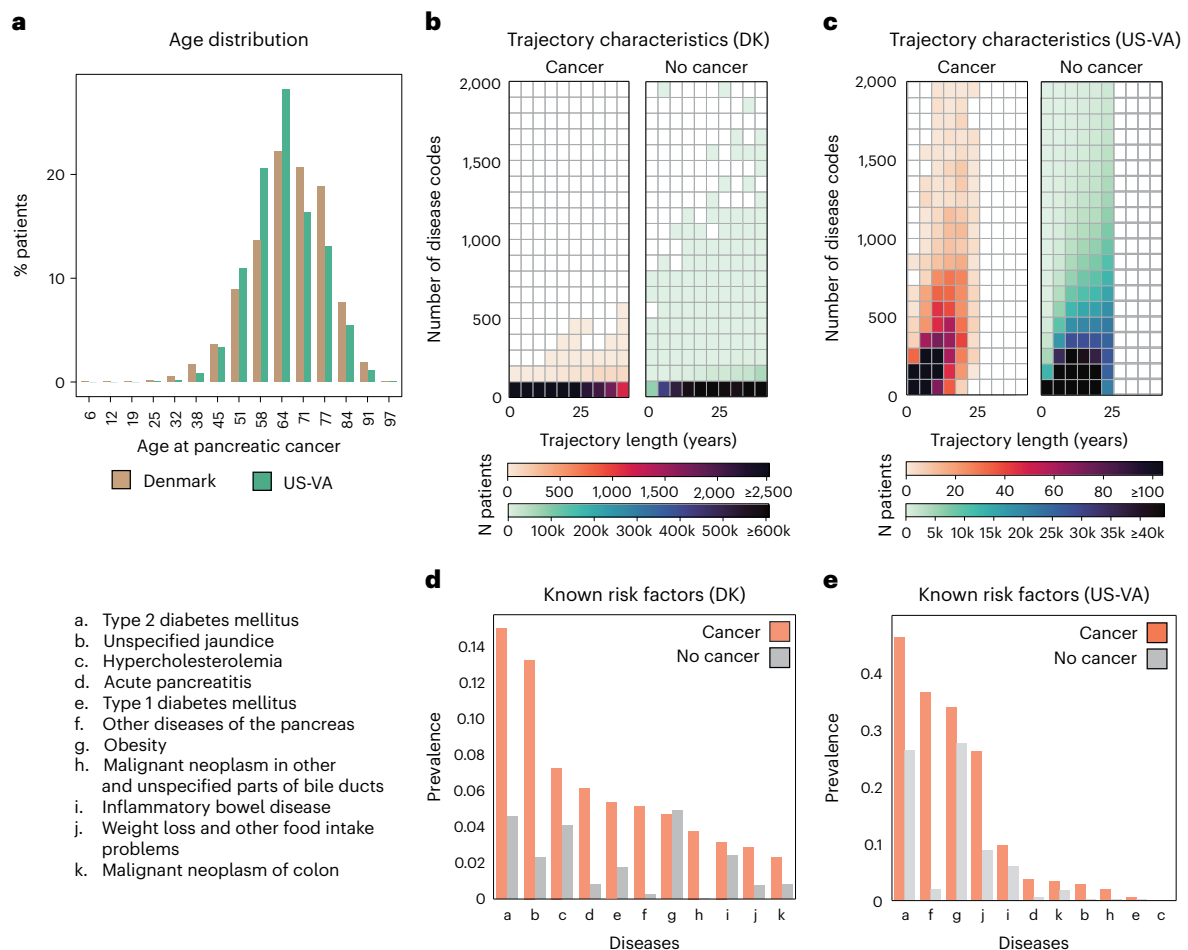 a
Age distribution
% patients
20
10
0
6
12
19
25
32
38
45
51
58
64
71
77
84
91
97
Age at pancreatic cancer
Denmark
US-VA
b
Trajectory characteristics (DK)
Cancer
No cancer
Number of disease codes
2,000
1,500
1,000
500
0
0
25
0
25
Trajectory length (years)
N patients
0
500
1,000
1,500
2,000
≥2,500
0
100k
200k
300k
400k
500k
≥600k
c
Trajectory characteristics (US-VA)
Cancer
No cancer
Number of disease codes
2,000
1,500
1,000
500
0
0
25
0
25
Trajectory length (years)
N patients
0
20
40
60
80
≥100
0
5k
10k
15k
20k
25k
30k
35k
≥40k
a. Type 2 diabetes mellitus
b. Unspecified jaundice
c. Hypercholesterolemia
d. Acute pancreatitis
e. Type 1 diabetes mellitus
f. Other diseases of the pancreas
g. Obesity
h. Malignant neoplasm in other
and unspecified parts of bile ducts
i. Inflammatory bowel disease
j. Weight loss and other food intake
problems
k. Malignant neoplasm of colon
d
Known risk factors (DK)
Cancer
No cancer
Prevalence
0.14
0.12
0.10
0.08
0.06
0.04
0.02
0
a
b
c
d
e
f
g
h
i
j
k
Diseases
e
Known risk factors (US-VA)
Cancer
No cancer
Prevalence
0.4
0.3
0.2
0.1
0
a
f
g
j
i
d
k
b
h
e
c
Diseases